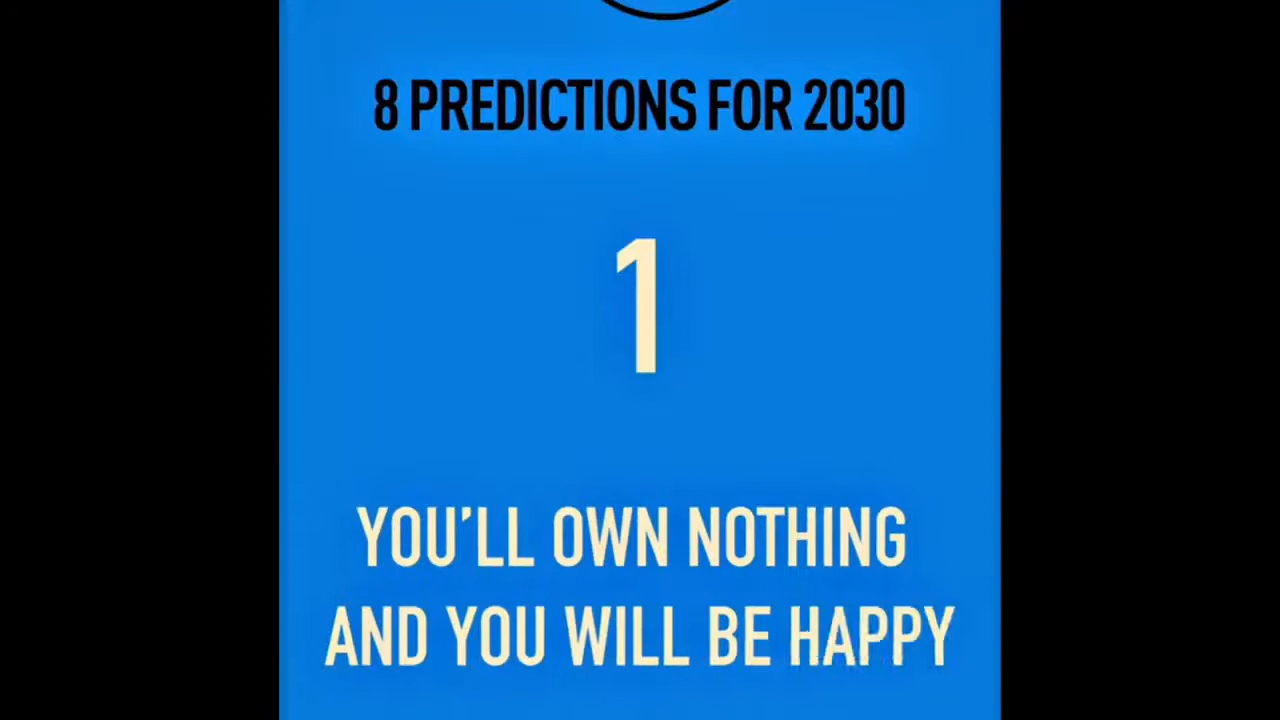 8 PREDICTIONS FOR 2030
1
YOU'LL OWN NOTHING
AND YOU WILL BE HAPPY